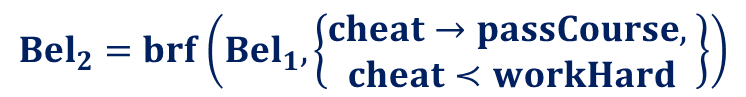 Bel₂ = brf(Bel₁, {cheat → passCourse,
cheat ≺ workHard})